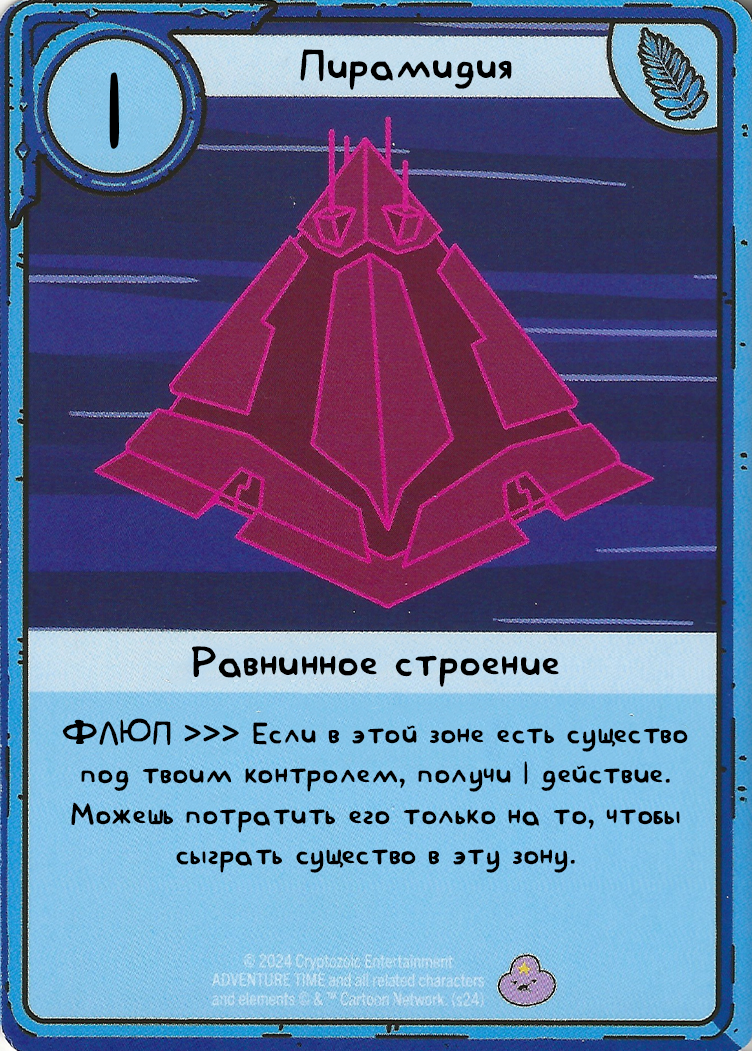 1
Пирамидия
Равнинное строение
ФЛЮП >>> Если в этой зоне есть существо
под твоим контролем, получи 1 действие.
Можешь потратить его только на то, чтобы
сыграть существо в эту зону.
© 2024 Cryptozoic Entertainment
ADVENTURE TIME and all related characters
and elements © & ™ Cartoon Network. (s24)